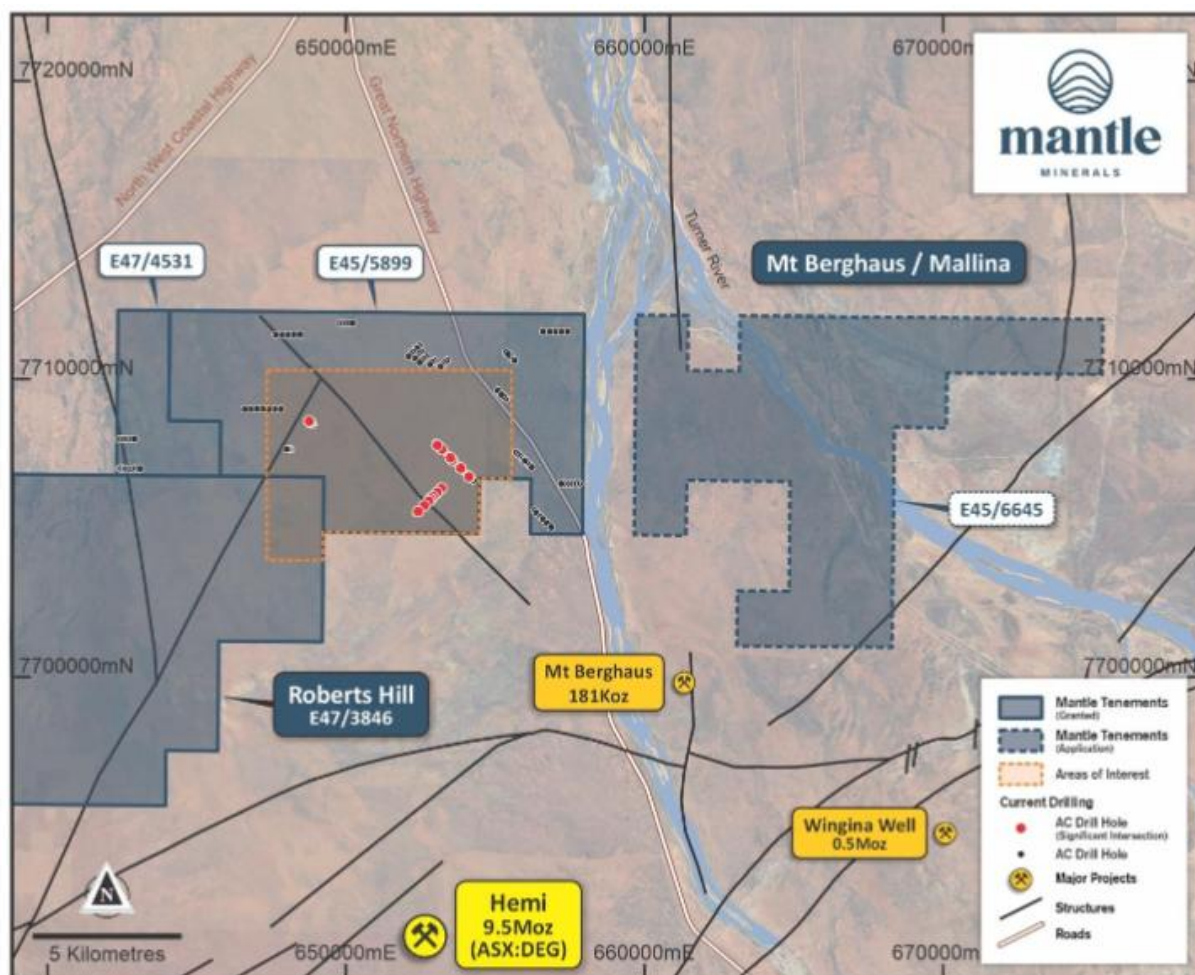 650000mE
660000mE
670000mE
7720000mN
mantle
MINERALS
North West Coastal Highway
Great Northern Highway
Turner River
E47/4531
E45/5899
Mt Berghaus / Mallina
7710000mN
7710000mN
E45/6645
7700000mN
7700000mN
Roberts Hill
E47/3846
Mt Berghaus
181Koz
Wingina Well
0.5Moz
Hemi
9.5Moz
(ASX:DEG)
Mantle Tenements
(Granted)
Mantle Tenements
(Application)
Areas of Interest
Current Drilling
AC Drill Hole
(Significant Intersection)
AC Drill Hole
Major Projects
Structures
Roads
N
5 Kilometres
650000mE
660000mE
670000mE